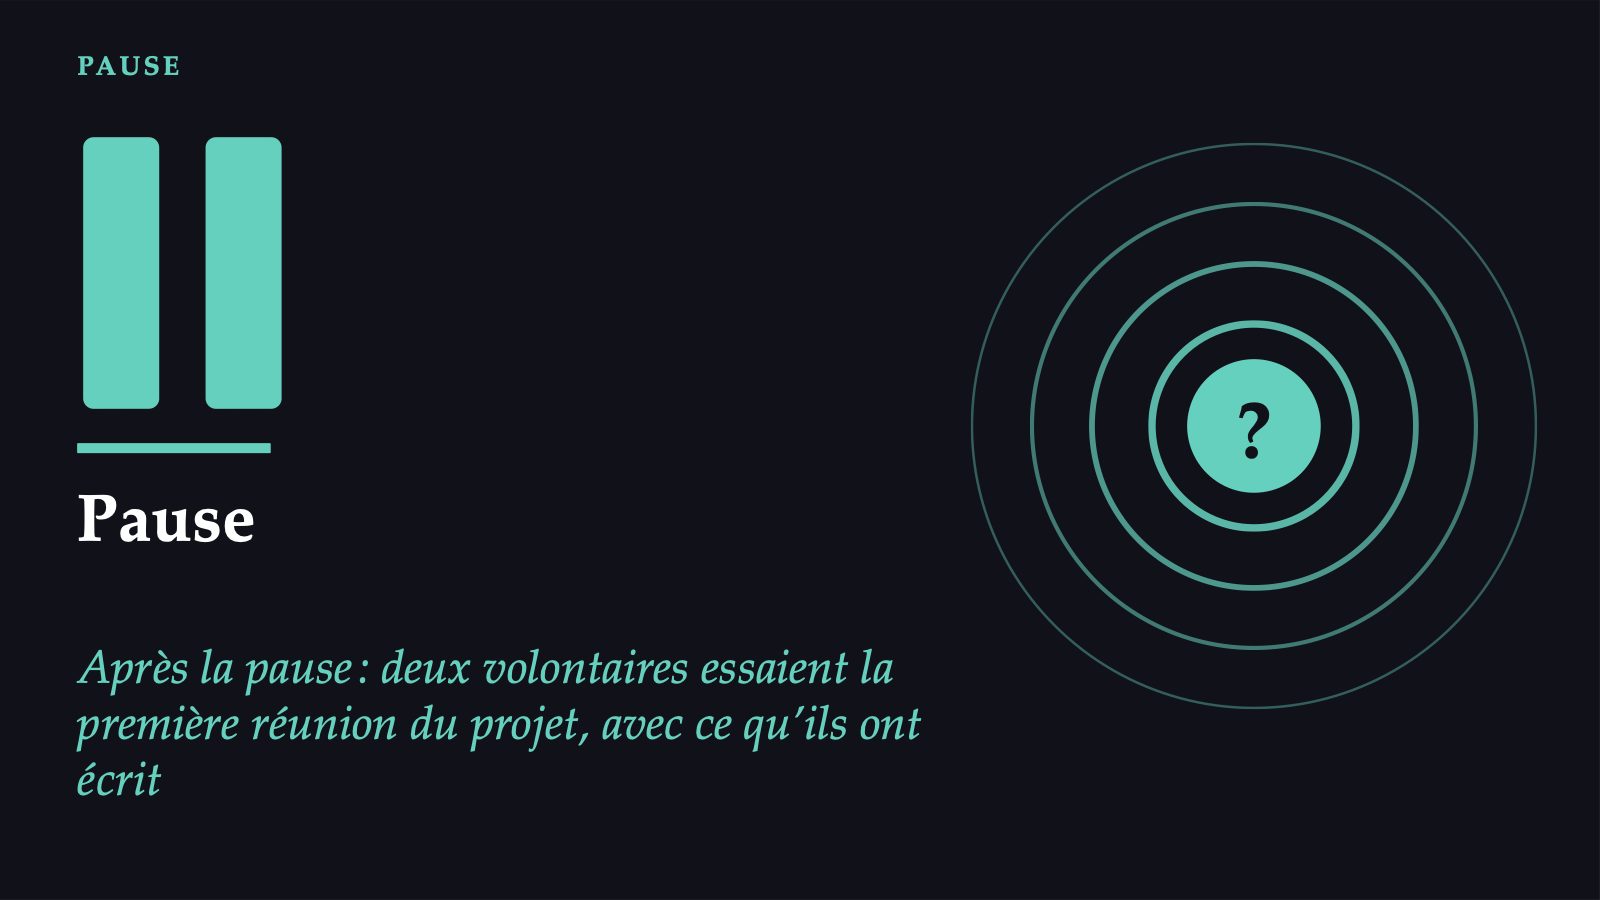 PAUSE
Pause
Après la pause : deux volontaires essaient la
première réunion du projet, avec ce qu’ils ont
écrit
?